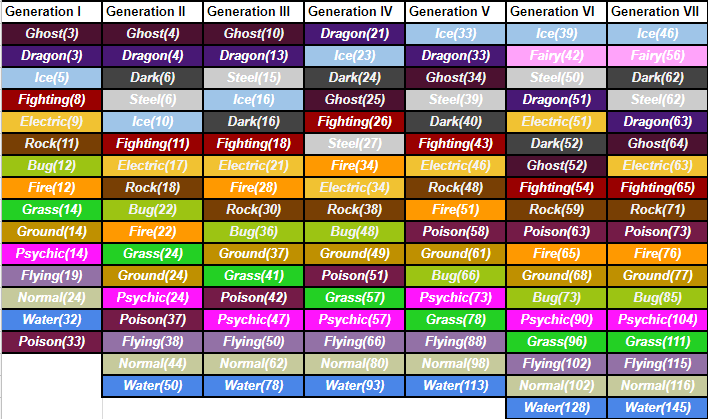 Generation I Generation II Generation III Generation IV Generation V Generation VI Generation VII
Ghost(3) Ghost(4) Ghost(10) Dragon(21) Ice(33) Ice(39) Ice(46)
Dragon(3) Dragon(4) Dragon(13) Ice(23) Dragon(33) Fairy(42) Fairy(56)
Ice(5) Dark(6) Steel(15) Dark(24) Ghost(34) Steel(50) Dark(62)
Fighting(8) Steel(6) Ice(16) Ghost(25) Steel(39) Dragon(51) Steel(62)
Electric(9) Ice(10) Dark(16) Fighting(26) Dark(40) Electric(51) Dragon(63)
Rock(11) Fighting(11) Fighting(18) Steel(27) Fighting(43) Dark(52) Ghost(64)
Bug(12) Electric(17) Electric(21) Fire(34) Electric(46) Ghost(52) Electric(63)
Fire(12) Rock(18) Fire(28) Electric(34) Rock(48) Fighting(54) Fighting(65)
Grass(14) Bug(22) Rock(30) Rock(38) Fire(51) Rock(59) Rock(71)
Ground(14) Fire(22) Bug(36) Bug(48) Poison(58) Poison(63) Poison(73)
Psychic(14) Grass(24) Ground(37) Ground(49) Ground(61) Fire(65) Fire(76)
Flying(19) Ground(24) Grass(41) Poison(51) Bug(66) Ground(68) Ground(77)
Normal(24) Psychic(24) Poison(42) Grass(57) Psychic(73) Bug(73) Bug(85)
Water(32) Poison(37) Psychic(47) Psychic(57) Grass(78) Psychic(90) Psychic(104)
Poison(33) Flying(38) Flying(50) Flying(66) Flying(88) Grass(96) Grass(111)
Normal(44) Normal(62) Normal(80) Normal(98) Flying(102) Flying(115)
Water(50) Water(78) Water(93) Water(113) Normal(102) Normal(116)
Water(128) Water(145)